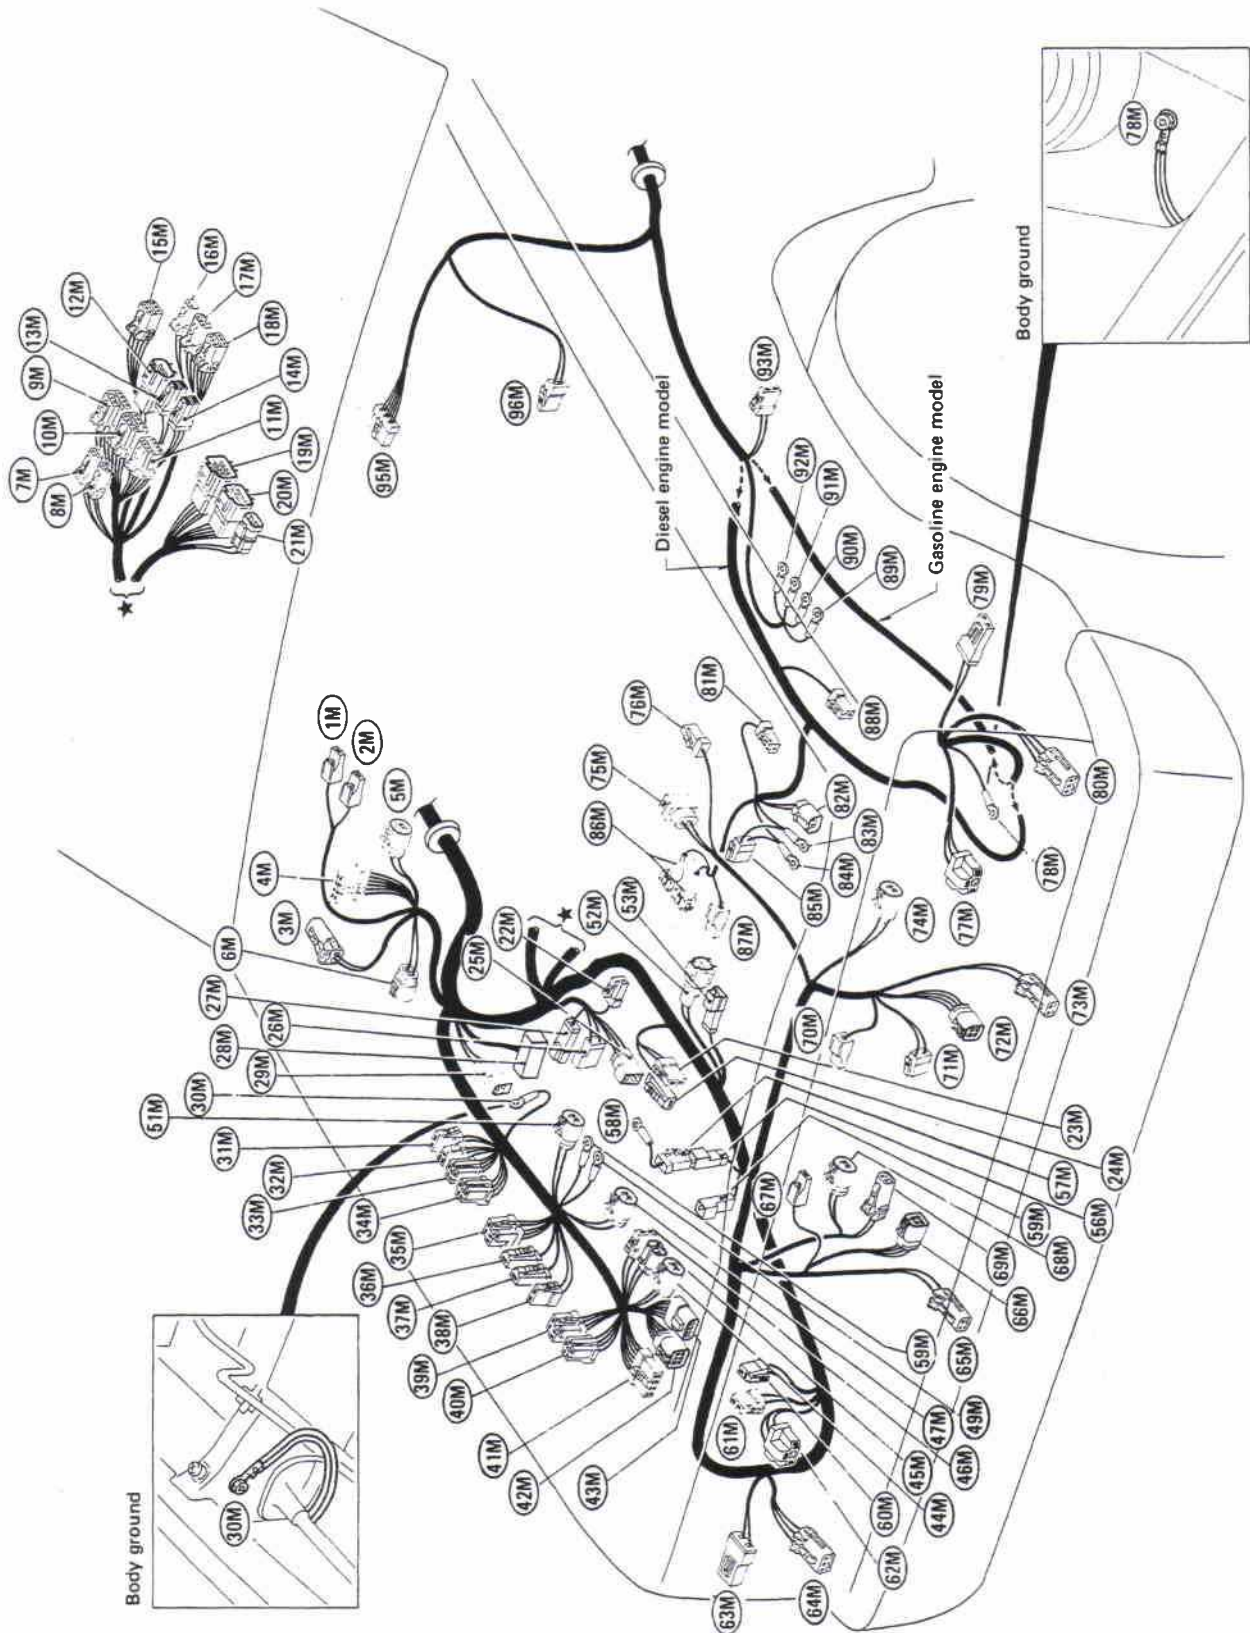 1M
2M
5M
4M
3M
6M
7M
8M
10M
9M
13M
12M
15M
16M
17M
18M
14M
11M
19M
20M
21M
★
95M
96M
93M
Diesel engine model
92M
91M
90M
89M
Gasoline engine model
79M
88M
81M
76M
75M
86M
82M
83M
84M
85M
87M
80M
78M
77M
74M
73M
72M
71M
70M
Body ground
78M
★
22M
25M
52M
53M
27M
26M
28M
29M
30M
51M
31M
32M
33M
34M
35M
36M
37M
38M
39M
40M
41M
42M
43M
58M
67M
23M
24M
57M
56M
59M
68M
69M
66M
65M
59M
49M
47M
46M
45M
44M
60M
61M
62M
63M
64M
Body ground
30M